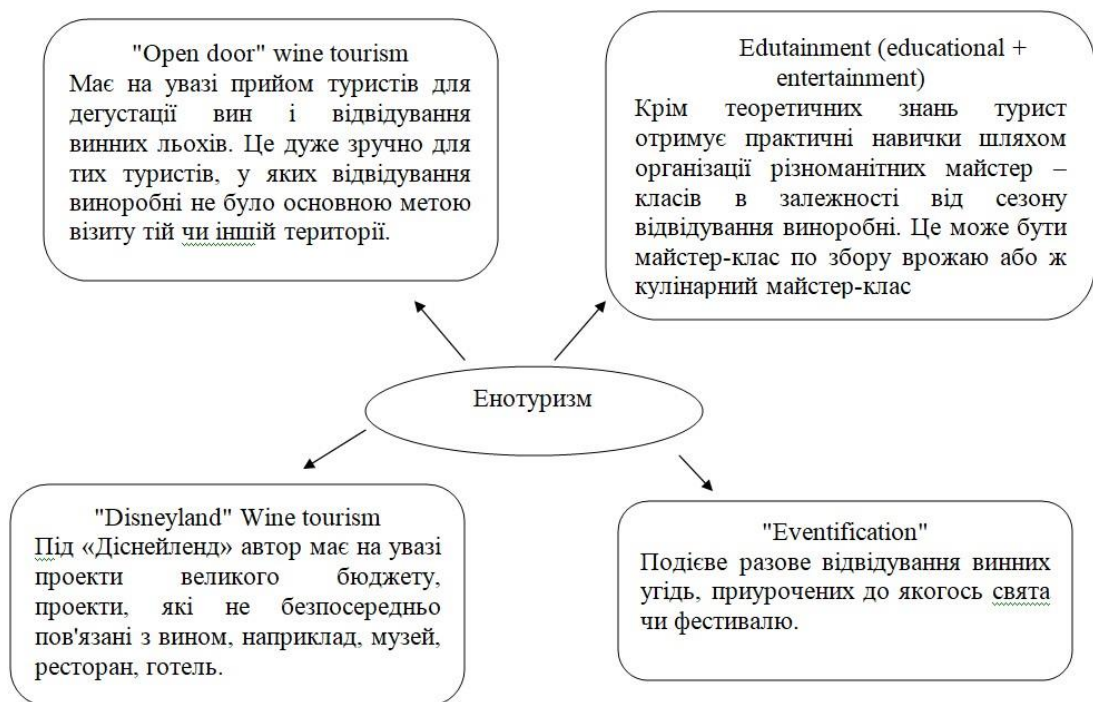 "Open door" wine tourism
Має на увазі прийом туристів для
дегустації вин і відвідування
винних льохів. Це дуже зручно для
тих туристів, у яких відвідування
виноробні не було основною метою
візиту тій чи іншій території.
Edutainment (educational +
entertainment)
Крім теоретичних знань турист
отримує практичні навички шляхом
організації різноманітних майстер –
класів в залежності від сезону
відвідування виноробні. Це може бути
майстер-клас по збору врожаю або ж
кулінарний майстер-клас
Енотуризм
"Disneyland" Wine tourism
Під «Діснейленд» автор має на увазі
проекти великого бюджету,
проекти, які не безпосередньо
пов'язані з вином, наприклад, музей,
ресторан, готель.
"Eventification"
Подієве разове відвідування винних
угідь, приурочених до якогось свята
чи фестивалю.